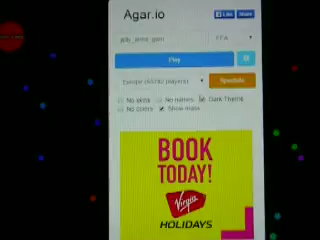 Agar.io
Like Share
FFA
Play
Spectate
No skins No names Dark Theme
No colors Show mass
BOOK
TODAY!
Virgin
HOLIDAYS